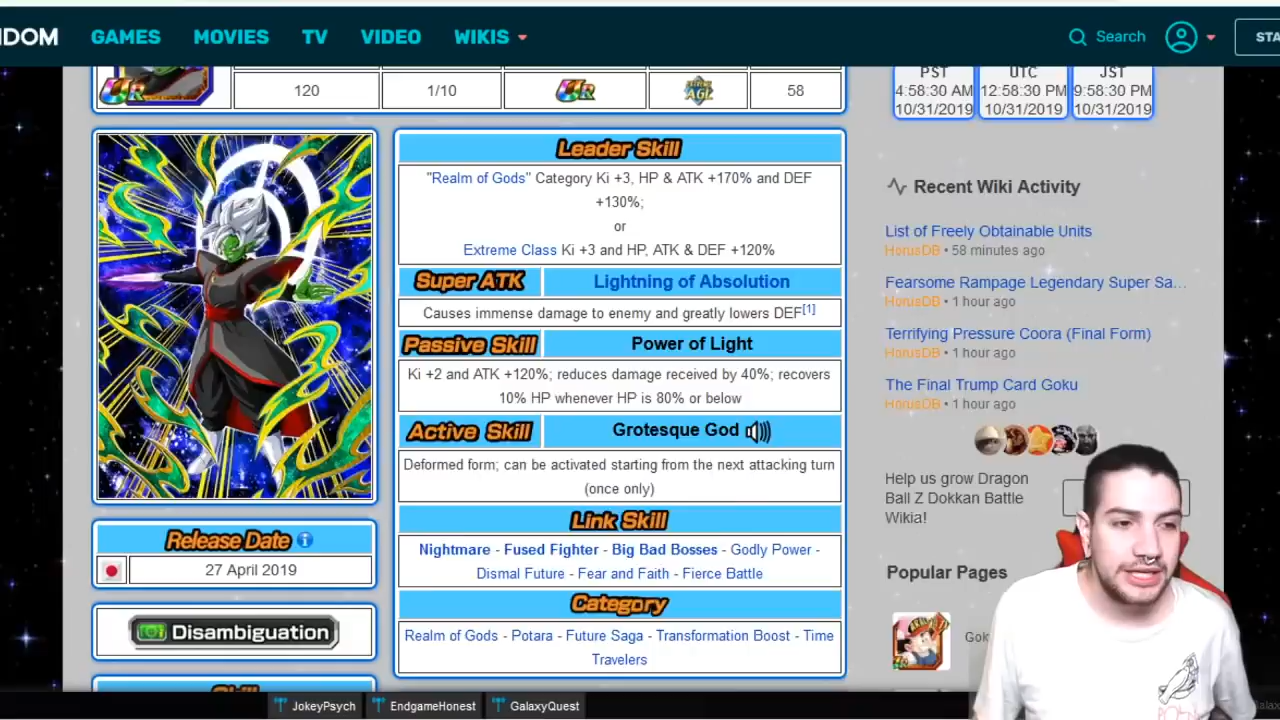 DOM GAMES MOVIES TV VIDEO WIKIS Search STA
UR 120 1/10 UR EXTREME AGL 58
PST UTC JST
4:58:30 AM 12:58:30 PM 9:58:30 PM
10/31/2019 10/31/2019 10/31/2019
Leader Skill
"Realm of Gods" Category Ki +3, HP & ATK +170% and DEF
+130%;
or
Extreme Class Ki +3 and HP, ATK & DEF +120%
Super ATK Lightning of Absolution
Causes immense damage to enemy and greatly lowers DEF[1]
Passive Skill Power of Light
Ki +2 and ATK +120%; reduces damage received by 40%; recovers
10% HP whenever HP is 80% or below
Active Skill Grotesque God
Deformed form; can be activated starting from the next attacking turn
(once only)
Link Skill
Nightmare - Fused Fighter - Big Bad Bosses - Godly Power -
Dismal Future - Fear and Faith - Fierce Battle
Category
Realm of Gods - Potara - Future Saga - Transformation Boost - Time
Travelers
Release Date
27 April 2019
Disambiguation
Skill
Recent Wiki Activity
List of Freely Obtainable Units
HorusDB • 58 minutes ago
Fearsome Rampage Legendary Super Sa...
HorusDB • 1 hour ago
Terrifying Pressure Coora (Final Form)
HorusDB • 1 hour ago
The Final Trump Card Goku
HorusDB • 1 hour ago
Help us grow Dragon
Ball Z Dokkan Battle
Wikia!
Popular Pages
Gok
JokeyPsych EndgameHonest GalaxyQuest